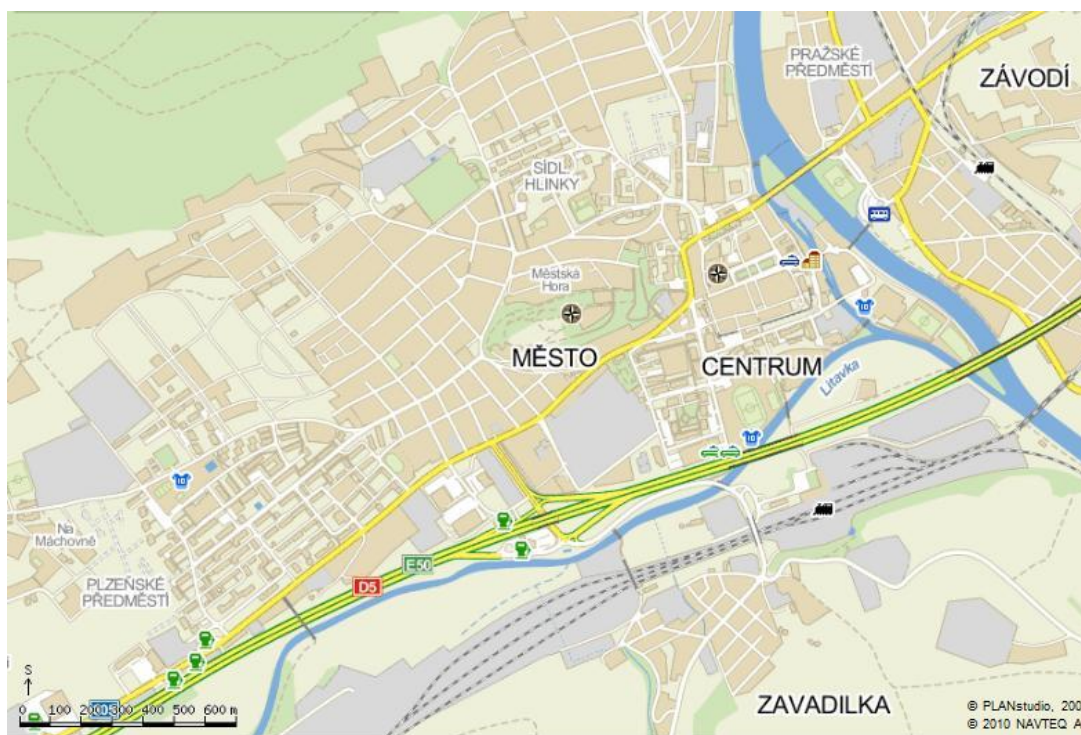 PRAŽSKÉ
PŘEDMĚSTÍ
ZÁVODÍ
SÍDL.
HLINKY
Městská
Hora
MĚSTO
CENTRUM
Litavka
Na
Máchovně
PLZEŇSKÉ
PŘEDMĚSTÍ
E50
D5
S
0 100 200 300 400 500 600 m
ZAVADILKA
© PLANstudio, 200
© 2010 NAVTEQ A